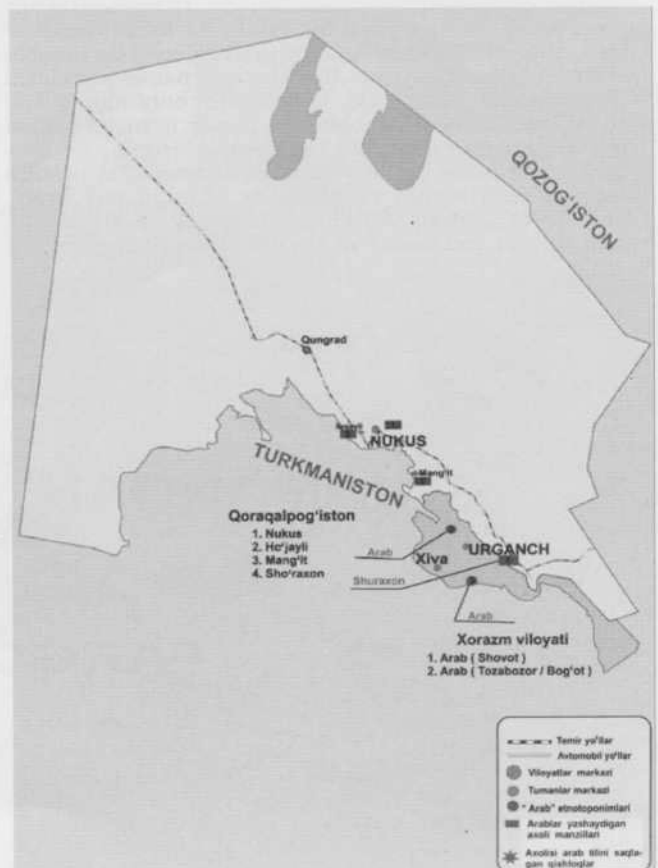 QOZOG'ISTON
Qungrad
NUKUS
TURKMANISTON
Mang'it
Qoraqalpog'iston
1. Nukus
2. Ho'jayli
3. Mang'it
4. Sho'raxon
Arab
Xiva
URGANCH
Shuraxon
Arab
Xorazm viloyati
1. Arab ( Shovot )
2. Arab ( Tozabozor / Bog'ot )
Temir yo'llar
Avtomobil yo'llar
Viloyatlar markazi
Tumanlar markazi
"Arab" etnotoponimlari
Arablar yashaydigan
axoli manzillari
Axolisi arab tilini saqla-
gan qishloqlar